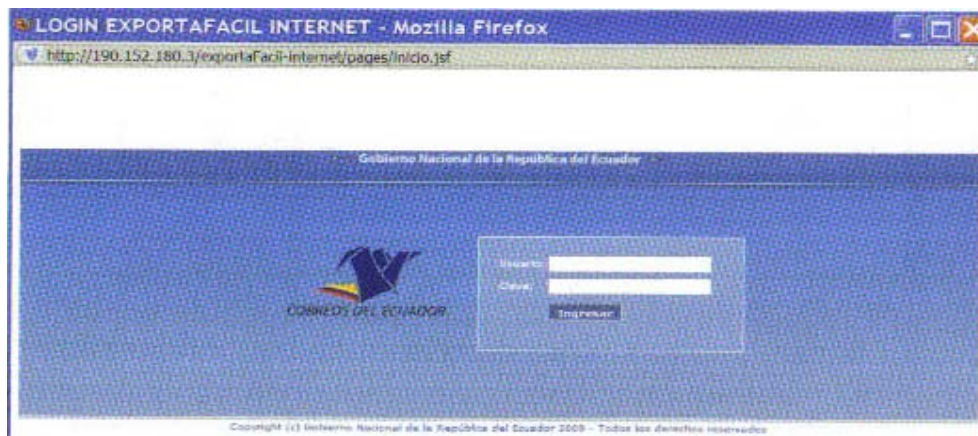 LOGIN EXPORTAFACIL INTERNET - Mozilla Firefox
http://190.152.180.3/exportaFacil-internet/pages/inicio.jsf
Gobierno Nacional de la República del Ecuador
Usuario:
Clave:
CORREOS DEL ECUADOR
Ingresar
Copyright (c) Gobierno Nacional de la República del Ecuador 2009 - Todos los derechos reservados